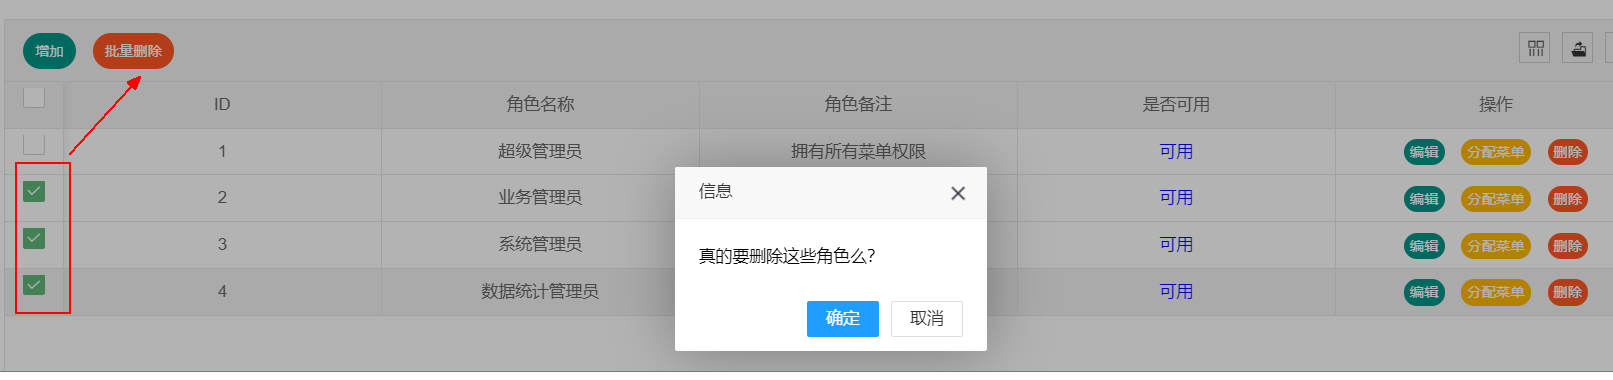 增加 批量删除
ID 角色名称 角色备注 是否可用 操作
1 超级管理员 拥有所有菜单权限 可用 编辑 分配菜单 删除
2 业务管理员 可用 编辑 分配菜单 删除
3 系统管理员 可用 编辑 分配菜单 删除
4 数据统计管理员 可用 编辑 分配菜单 删除
信息
真的要删除这些角色么?
确定 取消